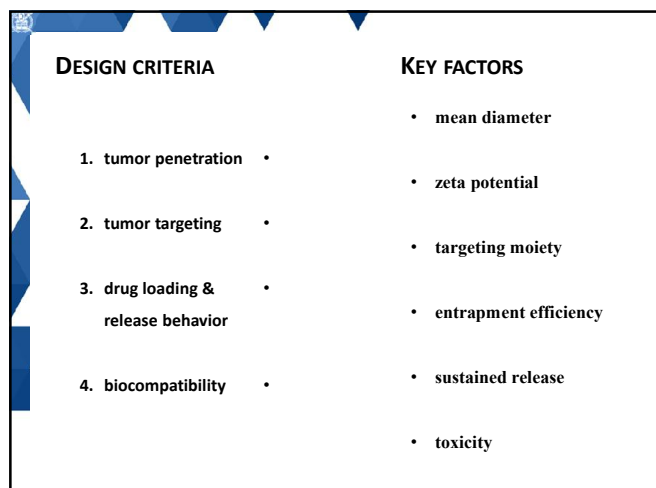 DESIGN CRITERIA
1. tumor penetration •
2. tumor targeting •
3. drug loading & •
release behavior
4. biocompatibility •
KEY FACTORS
• mean diameter
• zeta potential
• targeting moiety
• entrapment efficiency
• sustained release
• toxicity